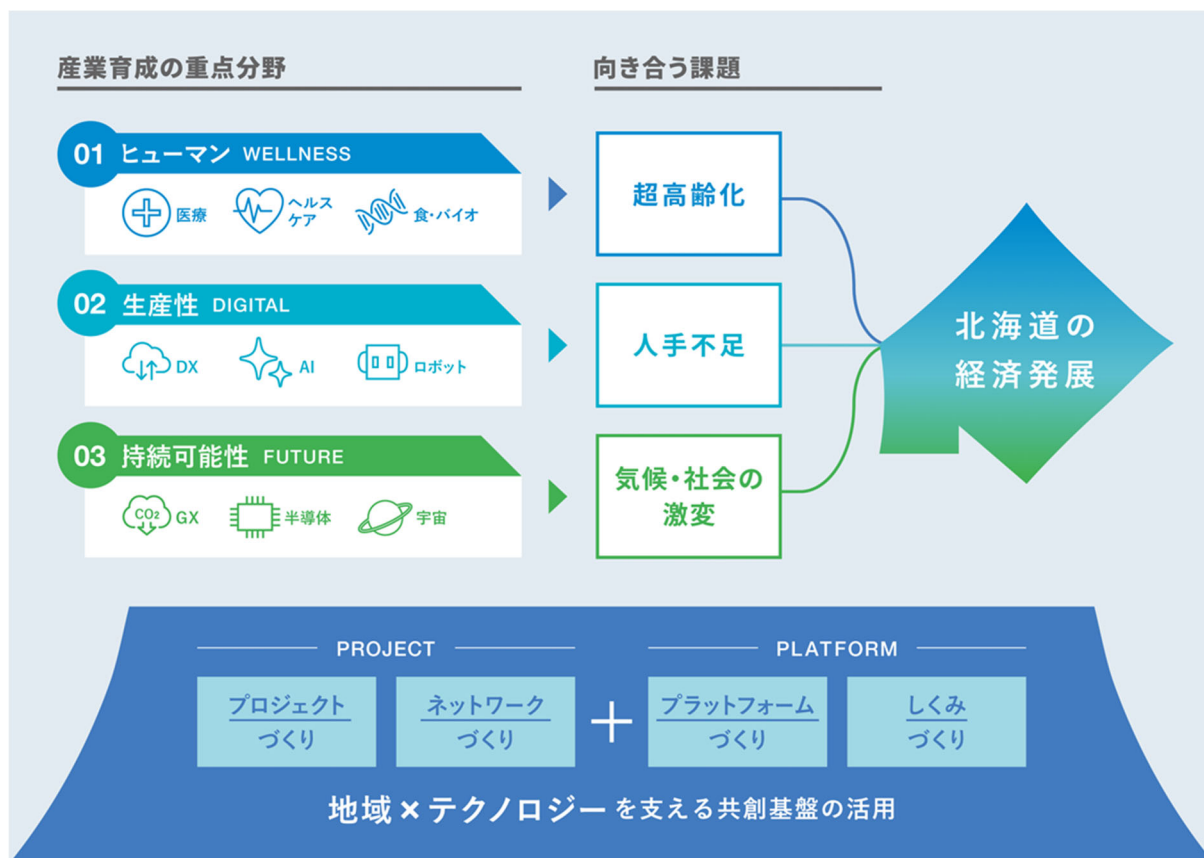 産業育成の重点分野
向き合う課題
01 ヒューマン WELLNESS
医療
ヘルス
ケア
食・バイオ
超高齢化
02 生産性 DIGITAL
DX
AI
ロボット
人手不足
03 持続可能性 FUTURE
CO2
GX
半導体
宇宙
気候・社会の
激変
北海道の
経済発展
PROJECT
プロジェクト
づくり
ネットワーク
づくり
+
PLATFORM
プラットフォーム
づくり
しくみ
づくり
地域×テクノロジーを支える共創基盤の活用